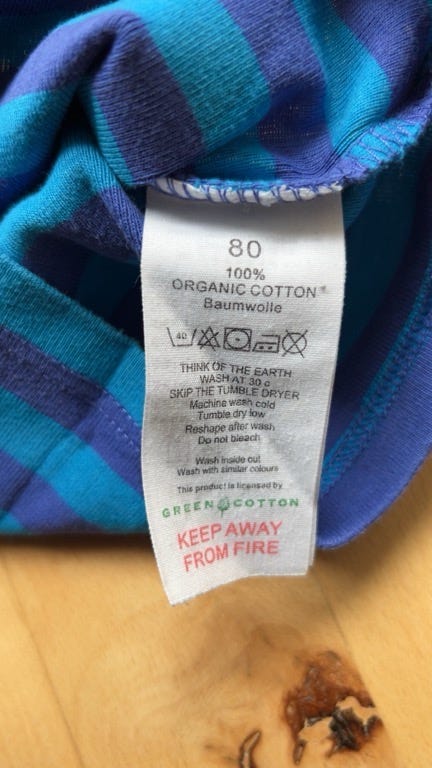 80
100%
ORGANIC COTTON*
Baumwolle
40
THINK OF THE EARTH
WASH AT 30 c
SKIP THE TUMBLE DRYER
Machine wash cold
Tumble dry low
Reshape after wash
Do not bleach
Wash inside out
Wash with similar colours
This product is licensed by
GREEN COTTON
KEEP AWAY
FROM FIRE